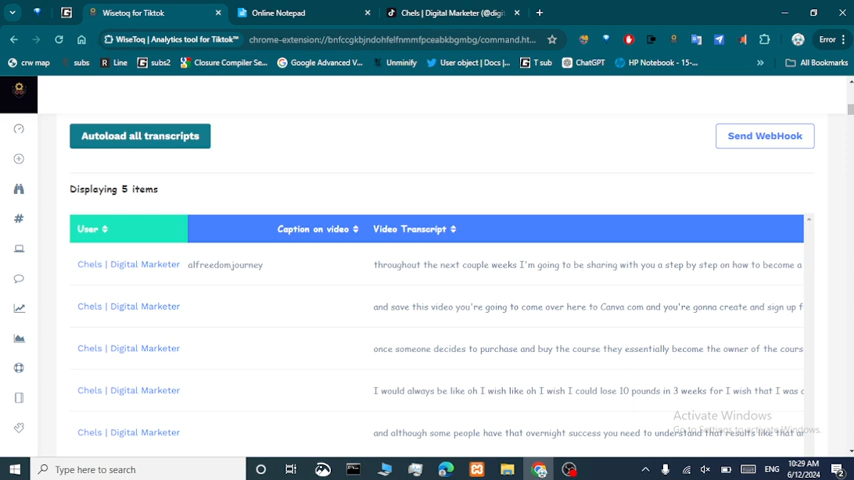 Wisetoq for Tiktok
Online Notepad
Chels | Digital Marketer (@digi
WiseToq | Analytics tool for Tiktok™
chrome-extension://bnfccgkbjndohfelfnmmfpceabkbgmbg/command.ht...
Error
crw map
subs
Line
subs2
Closure Compiler Se...
Google Advanced V...
Unminify
User object | Docs |...
T sub
ChatGPT
HP Notebook - 15-...
All Bookmarks
Autoload all transcripts
Send WebHook
Displaying 5 items
User
Caption on video
Video Transcript
Chels | Digital Marketer
alfreedomjourney
throughout the next couple weeks I'm going to be sharing with you a step by step on how to become a
Chels | Digital Marketer
and save this video you're going to come over here to Canva com and you're gonna create and sign up f
Chels | Digital Marketer
once someone decides to purchase and buy the course they essentially become the owner of the cours
Chels | Digital Marketer
I would always be like oh I wish like oh I wish I could lose 10 pounds in 3 weeks for I wish that I was
Chels | Digital Marketer
and although some people have that overnight success you need to understand that results like that
Activate Windows
Go to Settings to activate Windows.
Type here to search
ENG
10:29 AM
6/12/2024
2